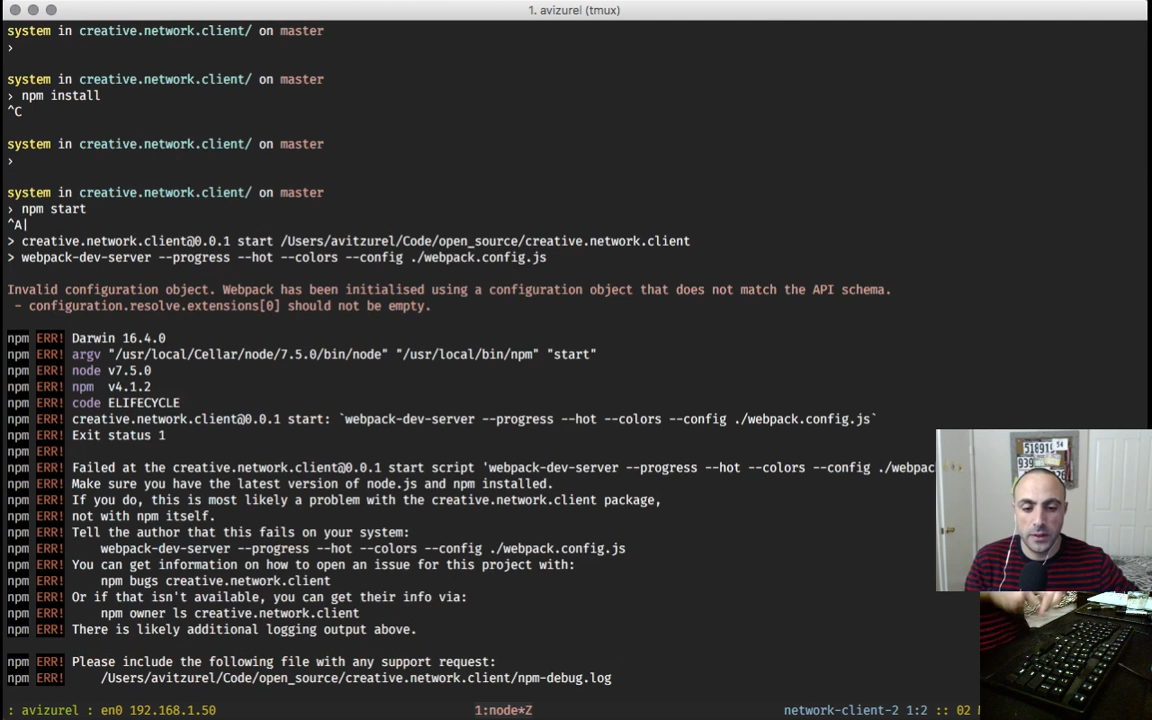 1. avizurel (tmux)
system in creative.network.client/ on master
›
system in creative.network.client/ on master
› npm install
^C
system in creative.network.client/ on master
›
system in creative.network.client/ on master
› npm start
^A|
> creative.network.client@0.0.1 start /Users/avitzurel/Code/open_source/creative.network.client
> webpack-dev-server --progress --hot --colors --config ./webpack.config.js
Invalid configuration object. Webpack has been initialised using a configuration object that does not match the API schema.
 - configuration.resolve.extensions[0] should not be empty.
npm ERR! Darwin 16.4.0
npm ERR! argv "/usr/local/Cellar/node/7.5.0/bin/node" "/usr/local/bin/npm" "start"
npm ERR! node v7.5.0
npm ERR! npm  v4.1.2
npm ERR! code ELIFECYCLE
npm ERR! creative.network.client@0.0.1 start: `webpack-dev-server --progress --hot --colors --config ./webpack.config.js`
npm ERR! Exit status 1
npm ERR!
npm ERR! Failed at the creative.network.client@0.0.1 start script 'webpack-dev-server --progress --hot --colors --config ./webpac
npm ERR! Make sure you have the latest version of node.js and npm installed.
npm ERR! If you do, this is most likely a problem with the creative.network.client package,
npm ERR! not with npm itself.
npm ERR! Tell the author that this fails on your system:
npm ERR!     webpack-dev-server --progress --hot --colors --config ./webpack.config.js
npm ERR! You can get information on how to open an issue for this project with:
npm ERR!     npm bugs creative.network.client
npm ERR! Or if that isn't available, you can get their info via:
npm ERR!     npm owner ls creative.network.client
npm ERR! There is likely additional logging output above.
npm ERR! Please include the following file with any support request:
npm ERR!     /Users/avitzurel/Code/open_source/creative.network.client/npm-debug.log
: avizurel : en0 192.168.1.50 1:node*Z network-client-2 1:2 :: 02